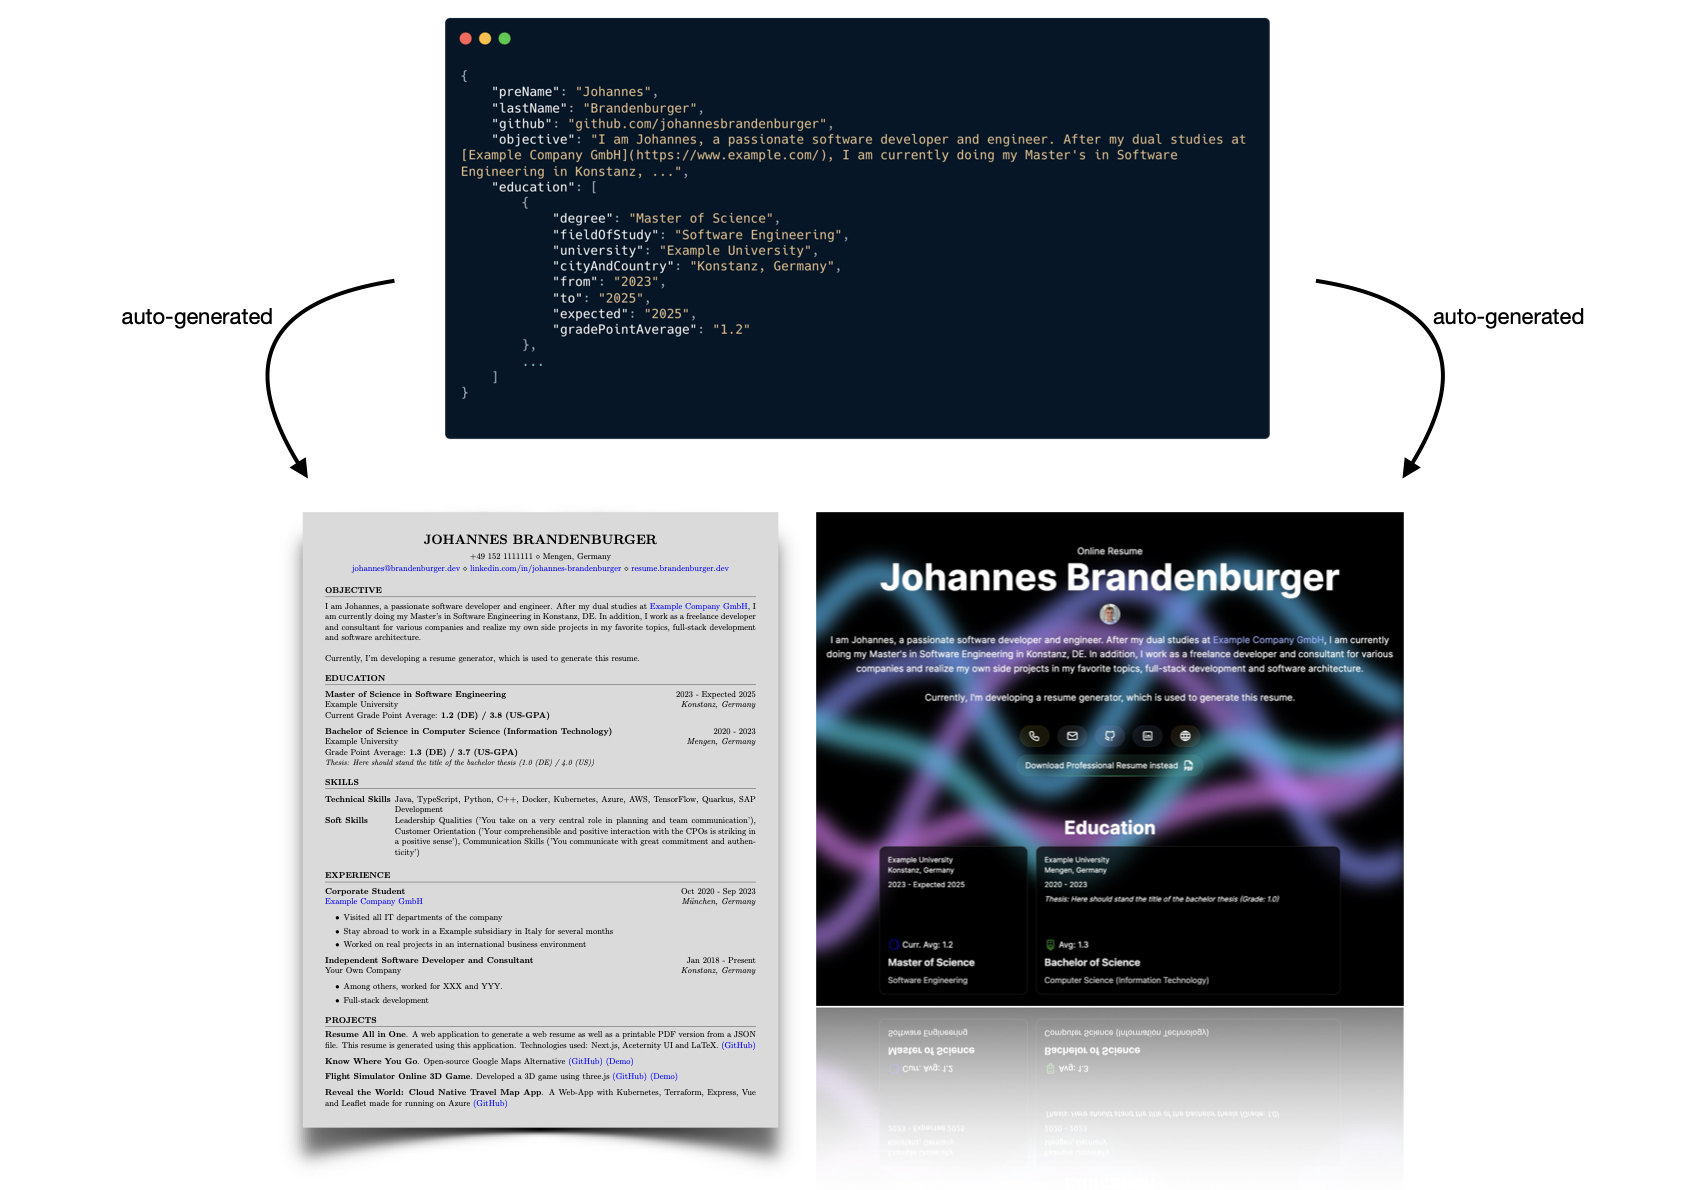 {
"preName": "Johannes",
"lastName": "Brandenburger",
"github": "github.com/johannesbrandenburger",
"objective": "I am Johannes, a passionate software developer and engineer. After my dual studies at
[Example Company GmbH](https://www.example.com/), I am currently doing my Master's in Software
Engineering in Konstanz, ...",
"education": [
{
"degree": "Master of Science",
"fieldOfStudy": "Software Engineering",
"university": "Example University",
"cityAndCountry": "Konstanz, Germany",
"from": "2023",
"to": "2025",
"expected": "2025",
"gradePointAverage": "1.2"
},
...
]
}
auto-generated
auto-generated
JOHANNES BRANDENBURGER
+49 152 1111111 ⋄ Mengen, Germany
johannes@brandenburger.dev ⋄ linkedin.com/in/johannes-brandenburger ⋄ resume.brandenburger.dev
OBJECTIVE
I am Johannes, a passionate software developer and engineer. After my dual studies at Example Company GmbH, I
am currently doing my Master's in Software Engineering in Konstanz, DE. In addition, I work as a freelance developer
and consultant for various companies and realize my own side projects in my favorite topics, full-stack development
and software architecture.
Currently, I'm developing a resume generator, which is used to generate this resume.
EDUCATION
Master of Science in Software Engineering 2023 - Expected 2025
Example University Konstanz, Germany
Current Grade Point Average: 1.2 (DE) / 3.8 (US-GPA)
Bachelor of Science in Computer Science (Information Technology) 2020 - 2023
Example University Mengen, Germany
Grade Point Average: 1.3 (DE) / 3.7 (US-GPA)
Thesis: Here should stand the title of the bachelor thesis (1.0 (DE) / 4.0 (US))
SKILLS
Technical Skills Java, TypeScript, Python, C++, Docker, Kubernetes, Azure, AWS, TensorFlow, Quarkus, SAP
Development
Soft Skills Leadership Qualities ('You take on a very central role in planning and team communication'),
Customer Orientation ('Your comprehensible and positive interaction with the CPOs is striking in
a positive sense'), Communication Skills ('You communicate with great commitment and authen-
ticity')
EXPERIENCE
Corporate Student Oct 2020 - Sep 2023
Example Company GmbH München, Germany
• Visited all IT departments of the company
• Stay abroad to work in a Example subsidiary in Italy for several months
• Worked on real projects in an international business environment
Independent Software Developer and Consultant Jan 2018 - Present
Your Own Company Konstanz, Germany
• Among others, worked for XXX and YYY.
• Full-stack development
PROJECTS
Resume All in One. A web application to generate a web resume as well as a printable PDF version from a JSON
file. This resume is generated using this application. Technologies used: Next.js, Aceternity UI and LaTeX. (GitHub)
Know Where You Go. Open-source Google Maps Alternative (GitHub) (Demo)
Flight Simulator Online 3D Game. Developed a 3D game using three.js (GitHub) (Demo)
Reveal the World: Cloud Native Travel Map App. A Web-App with Kubernetes, Terraform, Express, Vue
and Leaflet made for running on Azure (GitHub)
Online Resume
Johannes Brandenburger
I am Johannes, a passionate software developer and engineer. After my dual studies at Example Company GmbH, I am currently
doing my Master's in Software Engineering in Konstanz, DE. In addition, I work as a freelance developer and consultant for various
companies and realize my own side projects in my favorite topics, full-stack development and software architecture.
Currently, I'm developing a resume generator, which is used to generate this resume.
Download Professional Resume instead
Education
Example University
Konstanz, Germany
2023 - Expected 2025
Curr. Avg: 1.2
Master of Science
Software Engineering
Example University
Mengen, Germany
2020 - 2023
Thesis: Here should stand the title of the bachelor thesis (Grade: 1.0)
Avg: 1.3
Bachelor of Science
Computer Science (Information Technology)